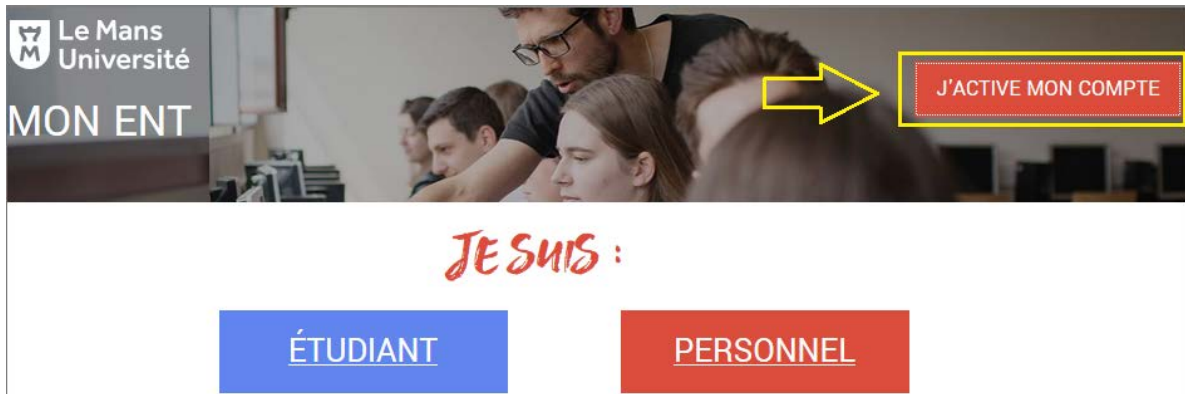 Le Mans
Université
MON ENT
J'ACTIVE MON COMPTE
JE SUIS :
ÉTUDIANT
PERSONNEL